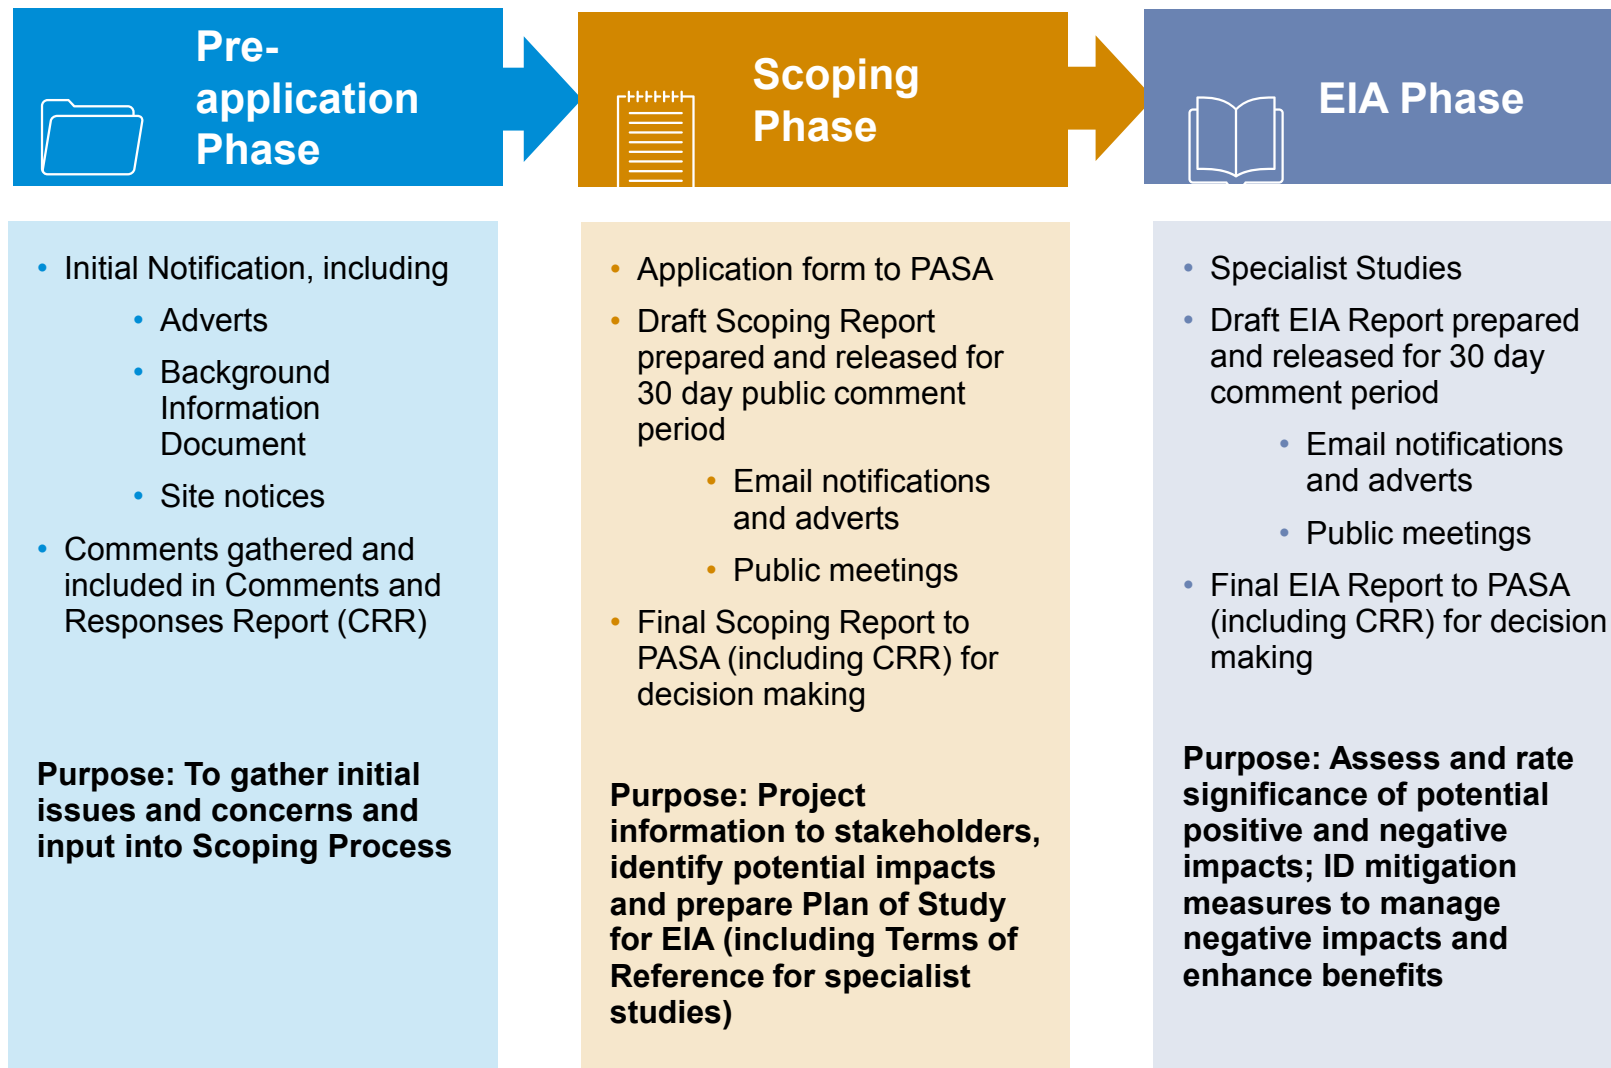 Pre-
application
Phase
Scoping
Phase
EIA Phase
• Initial Notification, including
• Adverts
• Background
Information
Document
• Site notices
• Comments gathered and
included in Comments and
Responses Report (CRR)
Purpose: To gather initial
issues and concerns and
input into Scoping Process
• Application form to PASA
• Draft Scoping Report
prepared and released for
30 day public comment
period
• Email notifications
and adverts
• Public meetings
• Final Scoping Report to
PASA (including CRR) for
decision making
Purpose: Project
information to stakeholders,
identify potential impacts
and prepare Plan of Study
for EIA (including Terms of
Reference for specialist
studies)
• Specialist Studies
• Draft EIA Report prepared
and released for 30 day
comment period
• Email notifications
and adverts
• Public meetings
• Final EIA Report to PASA
(including CRR) for decision
making
Purpose: Assess and rate
significance of potential
positive and negative
impacts; ID mitigation
measures to manage
negative impacts and
enhance benefits